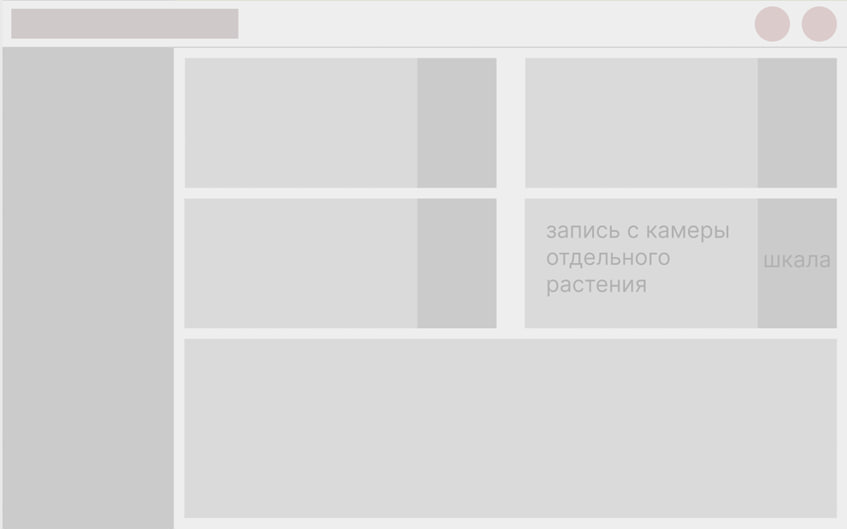 запись с камеры
отдельного
растения
шкала